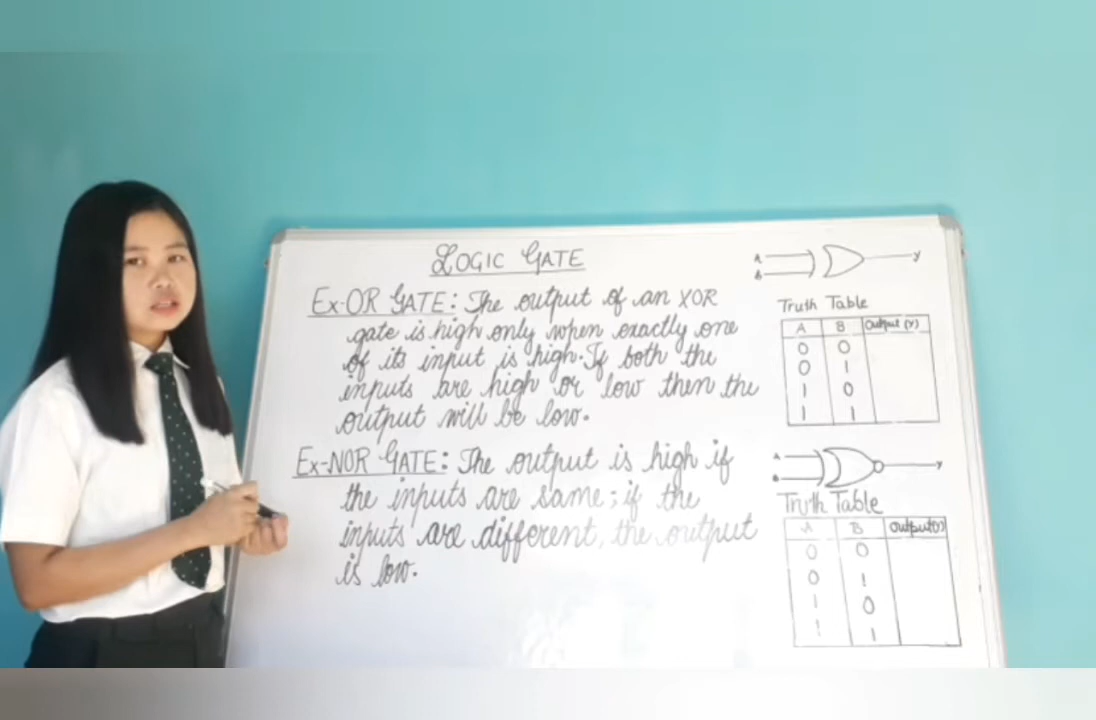 LOGIC GATE
Ex-OR GATE: The output of an XOR
gate is high only when exactly one
of its input is high. If both the
inputs are high or low then the
output will be low.
Ex-NOR GATE: The output is high if
the inputs are same; if the
inputs are different, the output
is low.
A
B
Y
Truth Table
A B Output (Y)
0 0
0 1
1 0
1 1
A
B
Y
Truth Table
A B Output(Y)
0 0
0 1
1 0
1 1